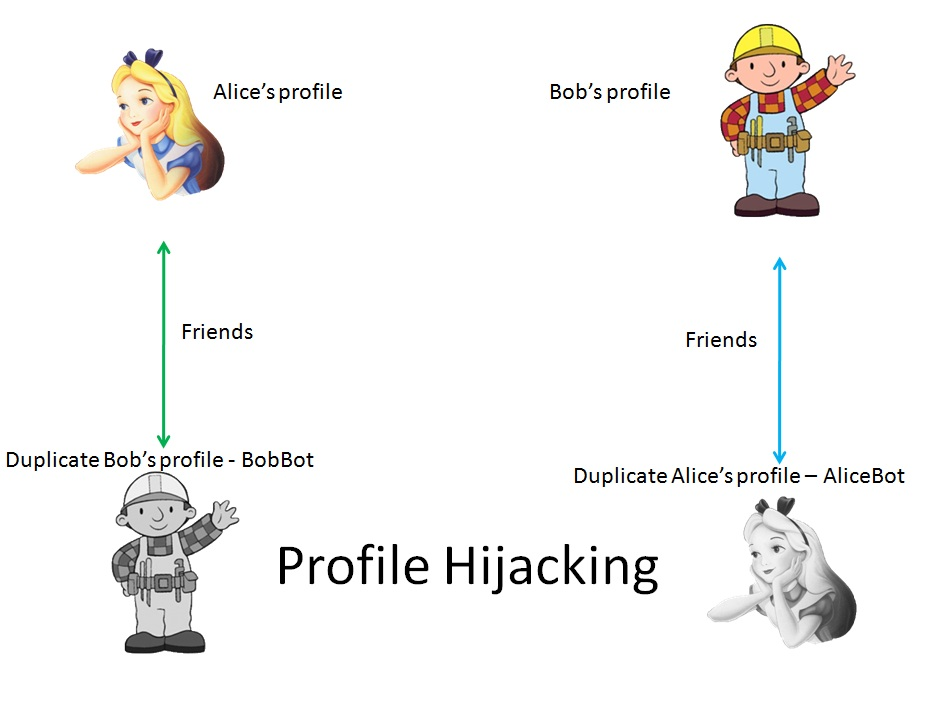 Alice's profile
Bob's profile
Friends
Friends
Duplicate Bob's profile - BobBot
Duplicate Alice's profile – AliceBot
Profile Hijacking